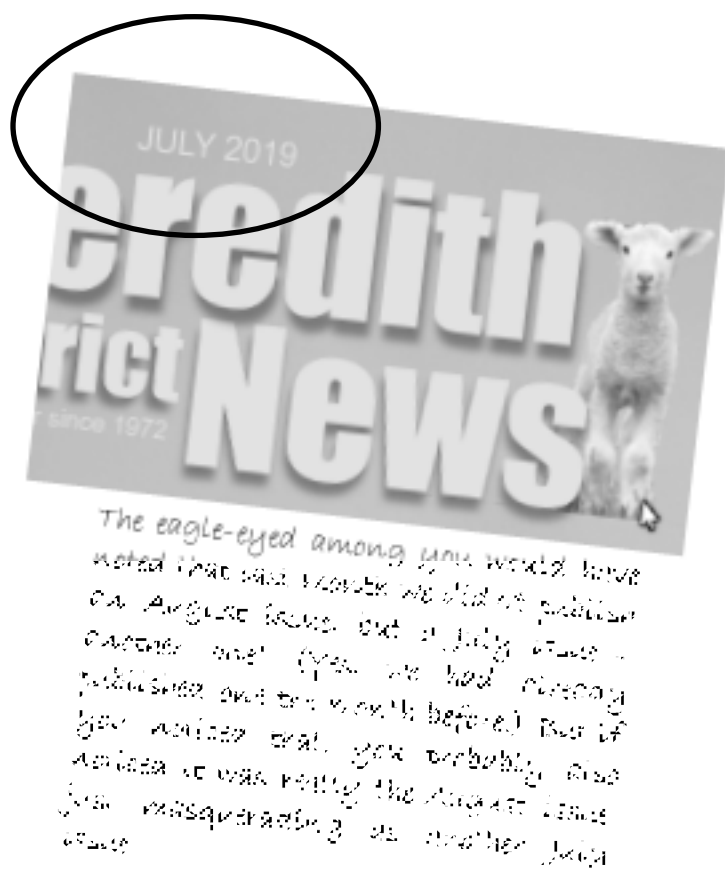 JULY 2019
eredith
rict News
r since 1972
The eagle-eyed among you would have
noted that last month we did not publish
an August issue, but a July issue -
another one! (yes, we had already
published one the month before.) But if
you noticed that, you probably also
noticed it was really the August issue
just masquerading as another July
issue.